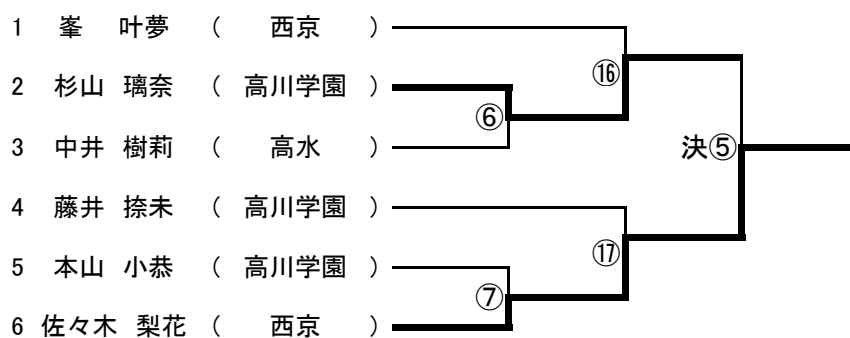 1 峯 叶夢 ( 西京 )
⑯
2 杉山 璃奈 ( 高川学園 )
⑥
3 中井 樹莉 ( 高水 )
決⑤
4 藤井 捺未 ( 高川学園 )
⑰
5 本山 小恭 ( 高川学園 )
⑦
6 佐々木 梨花 ( 西京 )